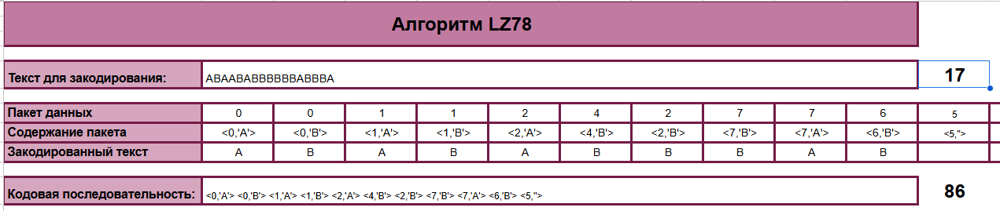 Алгоритм LZ78
Текст для закодирования: ABAABABBBBBBABBBA 17
Пакет данных 0 0 1 1 2 4 2 7 7 6 5
Содержание пакета <0,'A'> <0,'B'> <1,'A'> <1,'B'> <2,'A'> <4,'B'> <2,'B'> <7,'B'> <7,'A'> <6,'B'> <5,''>
Закодированный текст A B A B A B B B A B
Кодовая последовательность: <0,'A'> <0,'B'> <1,'A'> <1,'B'> <2,'A'> <4,'B'> <2,'B'> <7,'B'> <7,'A'> <6,'B'> <5,''> 86